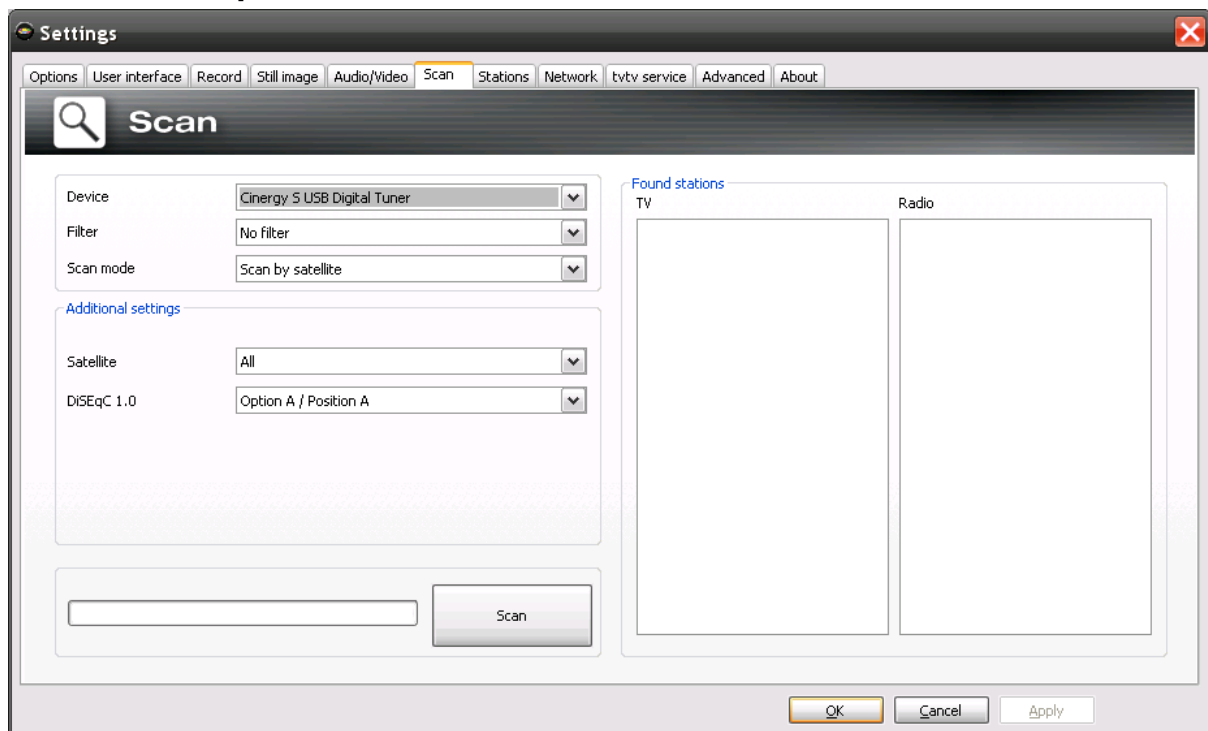 Settings
Options User interface Record Still image Audio/Video Scan Stations Network tvtv service Advanced About
Scan
Device Cinergy S USB Digital Tuner
Filter No filter
Scan mode Scan by satellite
Additional settings
Satellite All
DiSEqC 1.0 Option A / Position A
Scan
Found stations
TV Radio
OK Cancel Apply